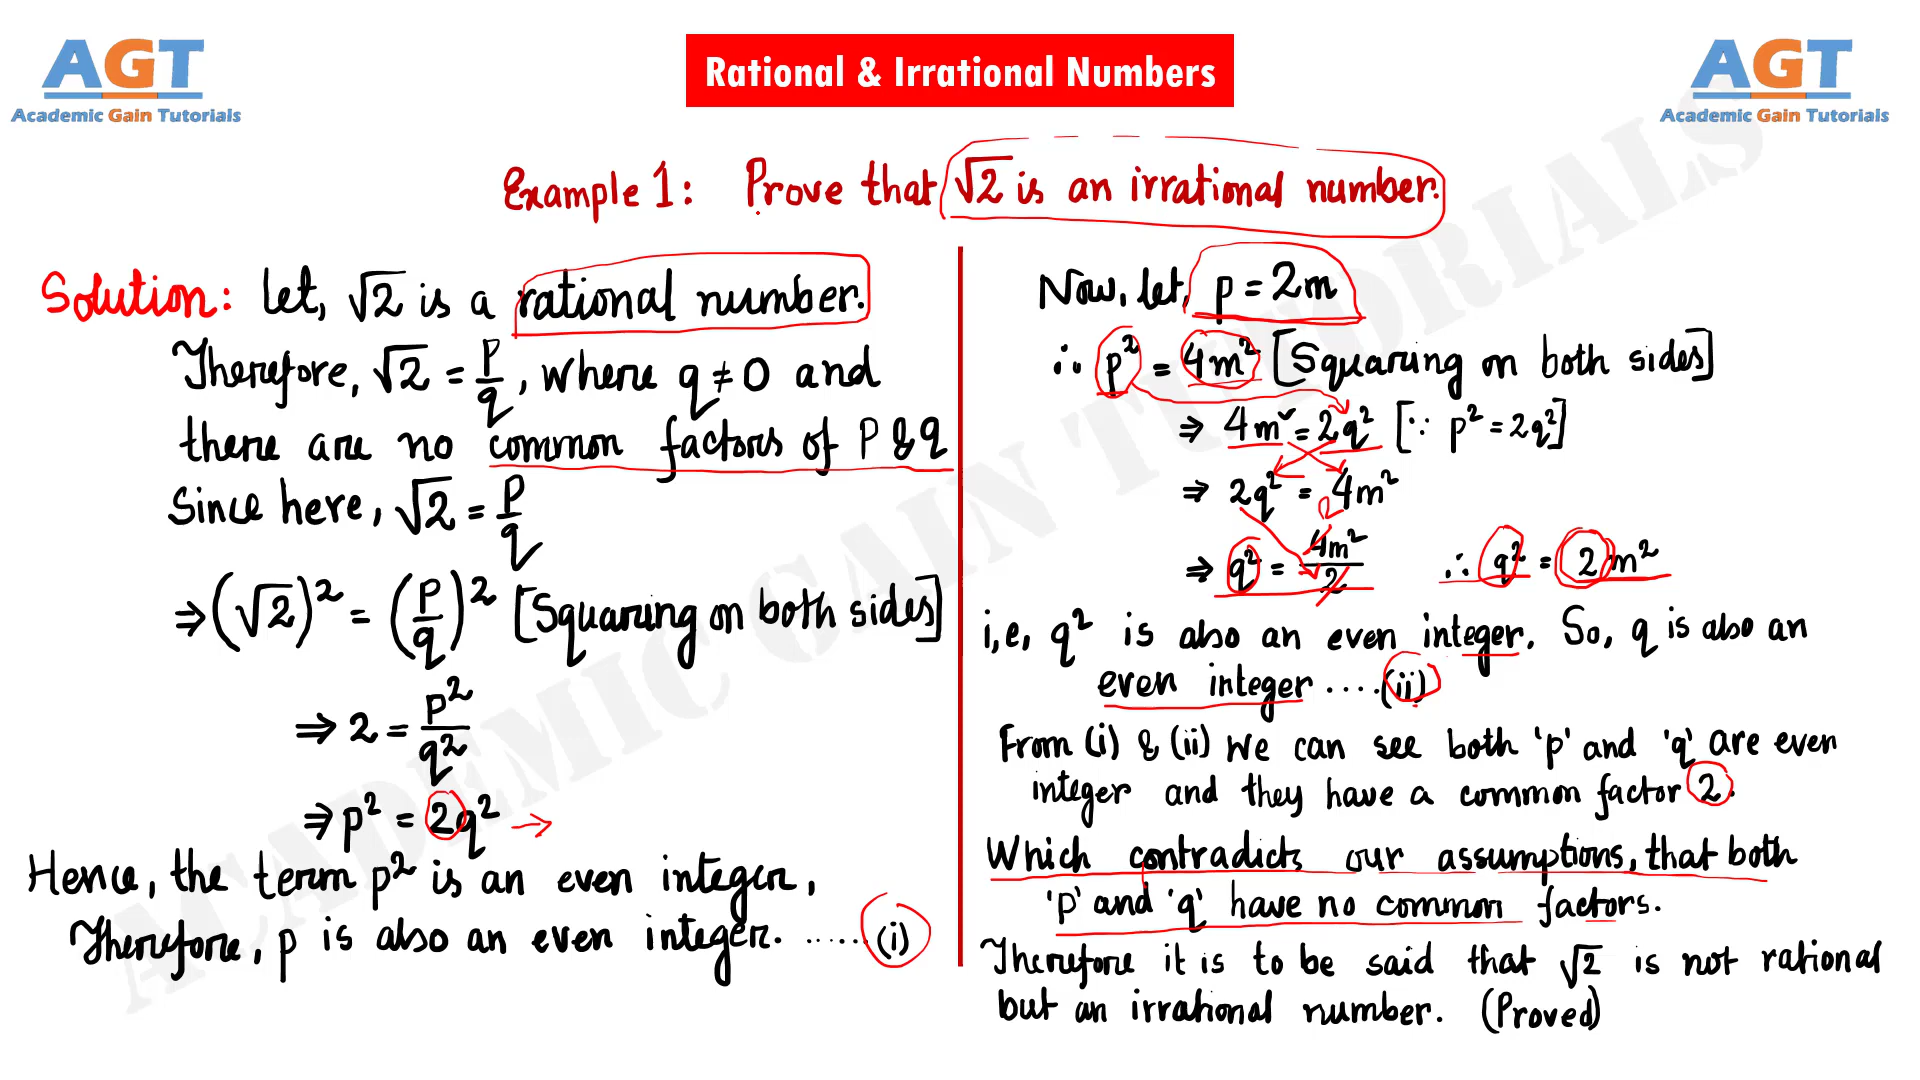 AGT
Academic Gain Tutorials
Rational & Irrational Numbers
AGT
Academic Gain Tutorials
Example 1: Prove that √2 is an irrational number.
Solution: Let, √2 is a rational number.
Therefore, √2 = p/q, where q ≠ 0 and
there are no common factors of P & q
Since here, √2 = p/q
⇒ (√2)² = (p/q)² [Squaring on both sides]
⇒ 2 = p²/q²
⇒ p² = 2q² →
Hence, the term p² is an even integer,
Therefore, p is also an even integer. ...... (i)
Now, let, p = 2m
∴ p² = 4m² [Squaring on both sides]
⇒ 4m² = 2q² [∵ p² = 2q²]
⇒ 2q² = 4m²
⇒ q² = 4m²/2 2 ∴ q² = 2m²
i,e, q² is also an even integer. So, q is also an
even integer ....(ii)
From (i) & (ii) We can see both 'p' and 'q' are even
integer and they have a common factor 2.
Which contradicts our assumptions, that both
'p' and 'q' have no common factors.
Therefore it is to be said that √2 is not rational
but an irrational number. (Proved)
ACADEMIC GAIN TUTORIALS